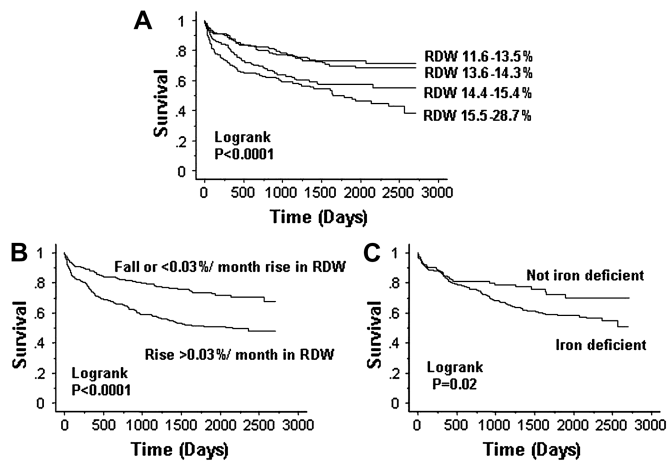 A
Survival
1
.8
.6
.4
.2
0
RDW 11.6-13.5%
RDW 13.6-14.3%
RDW 14.4-15.4%
RDW 15.5-28.7%
Logrank
P<0.0001
0 500 1000 1500 2000 2500 3000
Time (Days)
B
Survival
1
.8
.6
.4
.2
0
Fall or <0.03%/ month rise in RDW
Rise >0.03%/ month in RDW
Logrank
P<0.0001
0 500 1000 1500 2000 2500 3000
Time (Days)
C
Survival
1
.8
.6
.4
.2
0
Not iron deficient
Iron deficient
Logrank
P=0.02
0 500 1000 1500 2000 2500 3000
Time (Days)